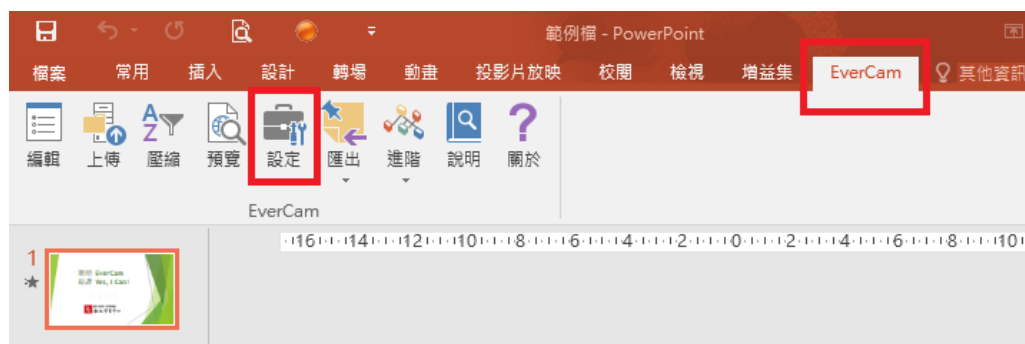 範例檔 - PowerPoint
檔案 常用 插入 設計 轉場 動畫 投影片放映 校閱 檢視 增益集 EverCam 其他資訊
A
Z
編輯 上傳 壓縮 預覽 設定 匯出 進階 說明 關於
EverCam
16 14 12 10 8 6 4 2 0 2 4 6 8 10
1
EverCam
Yes, I Can!